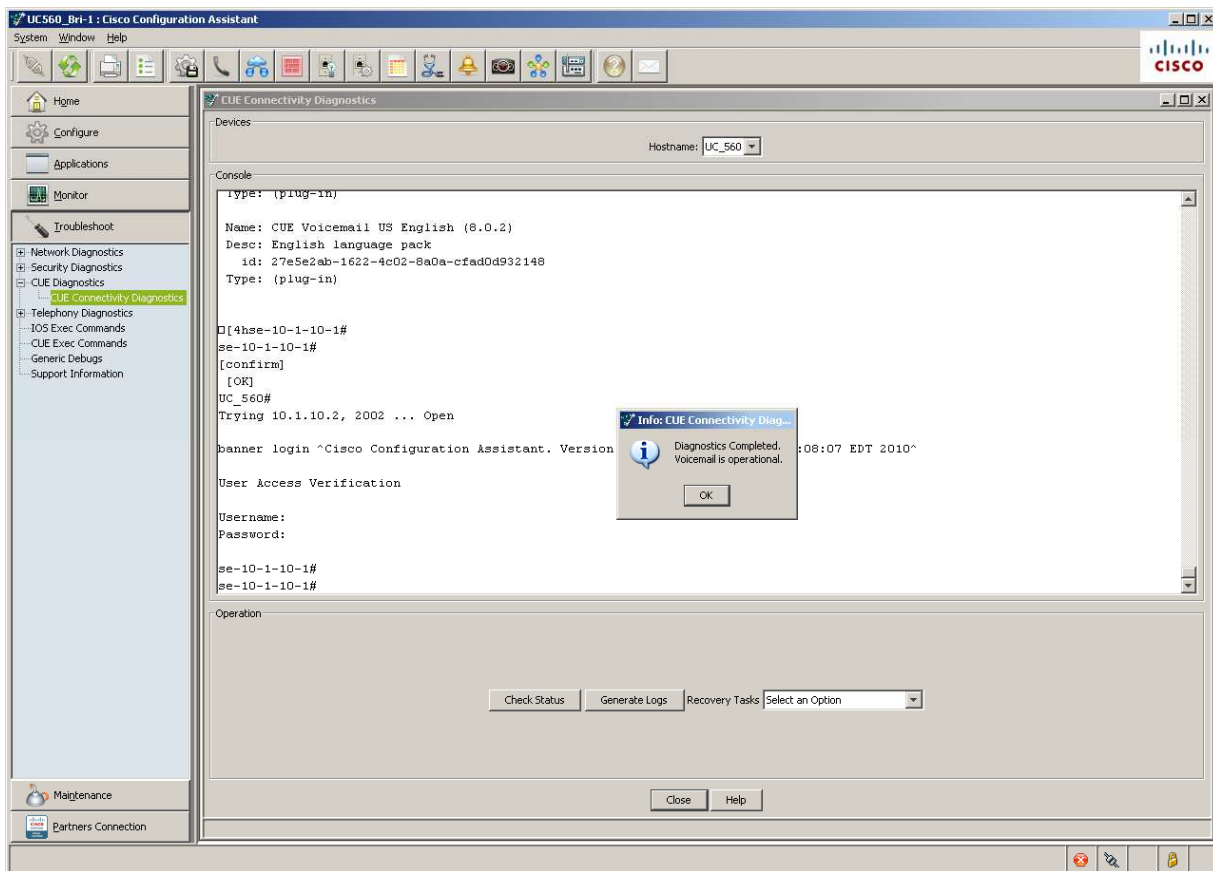 UC560_Bri-1 : Cisco Configuration Assistant
System Window Help
CISCO
Home
Configure
Applications
Monitor
Troubleshoot
Network Diagnostics
Security Diagnostics
CUE Diagnostics
CUE Connectivity Diagnostics
Telephony Diagnostics
IOS Exec Commands
CUE Exec Commands
Generic Debugs
Support Information
Maintenance
Partners Connection
CUE Connectivity Diagnostics
Devices
Hostname: UC_560
Console
Type: (plug-in)
Name: CUE Voicemail US English (8.0.2)
Desc: English language pack
id: 27e5e2ab-1622-4c02-8a0a-cfad0d932148
Type: (plug-in)
□[4hse-10-1-10-1#
se-10-1-10-1#
[confirm]
[OK]
UC_560#
Trying 10.1.10.2, 2002 ... Open
banner login ^Cisco Configuration Assistant. Version :08:07 EDT 2010^
User Access Verification
Username:
Password:
se-10-1-10-1#
se-10-1-10-1#
Info: CUE Connectivity Diag...
Diagnostics Completed.
Voicemail is operational.
OK
Operation
Check Status Generate Logs Recovery Tasks Select an Option
Close Help